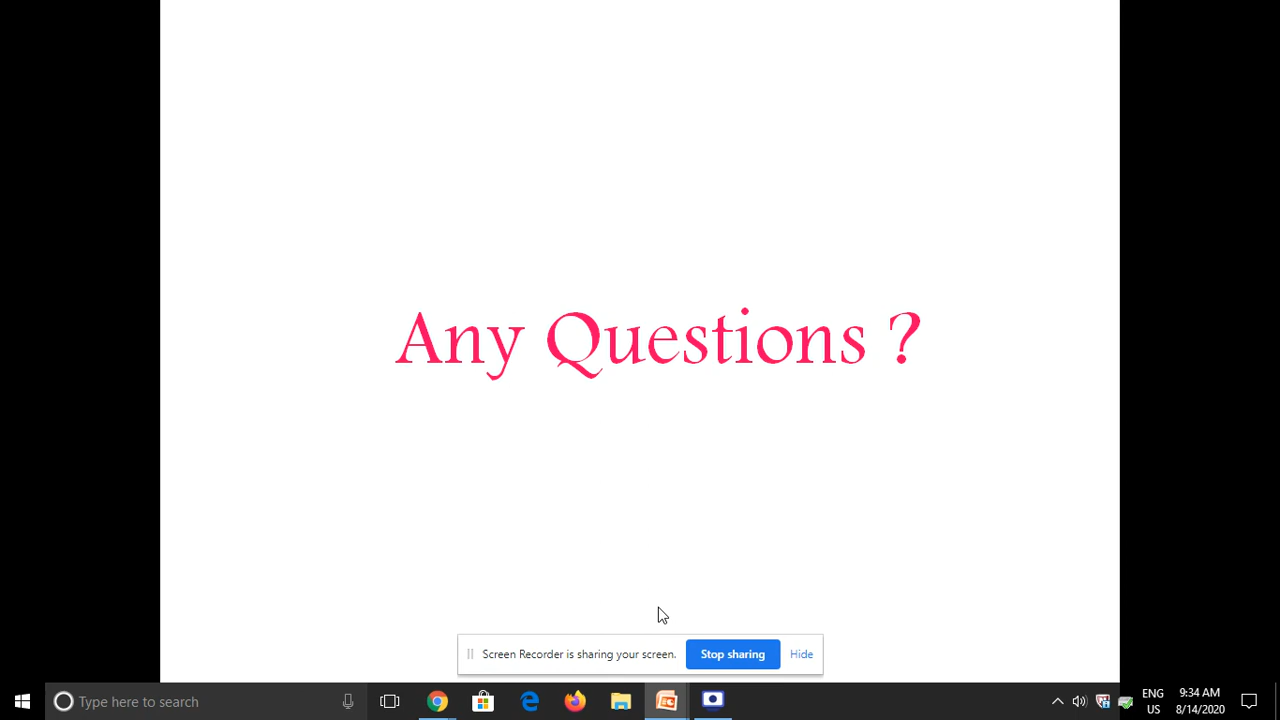 Any Questions ?
Screen Recorder is sharing your screen. Stop sharing Hide
Type here to search
ENG 9:34 AM
US 8/14/2020